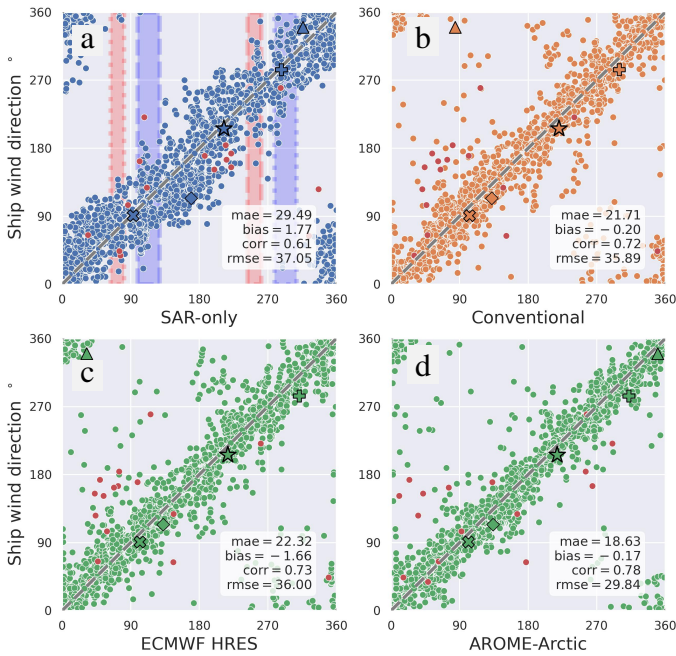 a
b
Ship wind direction °
360
270
180
90
0
mae = 29.49
bias = 1.77
corr = 0.61
rmse = 37.05
0 90 180 270 360
SAR-only
360
270
180
90
0
mae = 21.71
bias = −0.20
corr = 0.72
rmse = 35.89
0 90 180 270 360
Conventional
c
d
Ship wind direction °
360
270
180
90
0
mae = 22.32
bias = −1.66
corr = 0.73
rmse = 36.00
0 90 180 270 360
ECMWF HRES
360
270
180
90
0
mae = 18.63
bias = −0.17
corr = 0.78
rmse = 29.84
0 90 180 270 360
AROME-Arctic